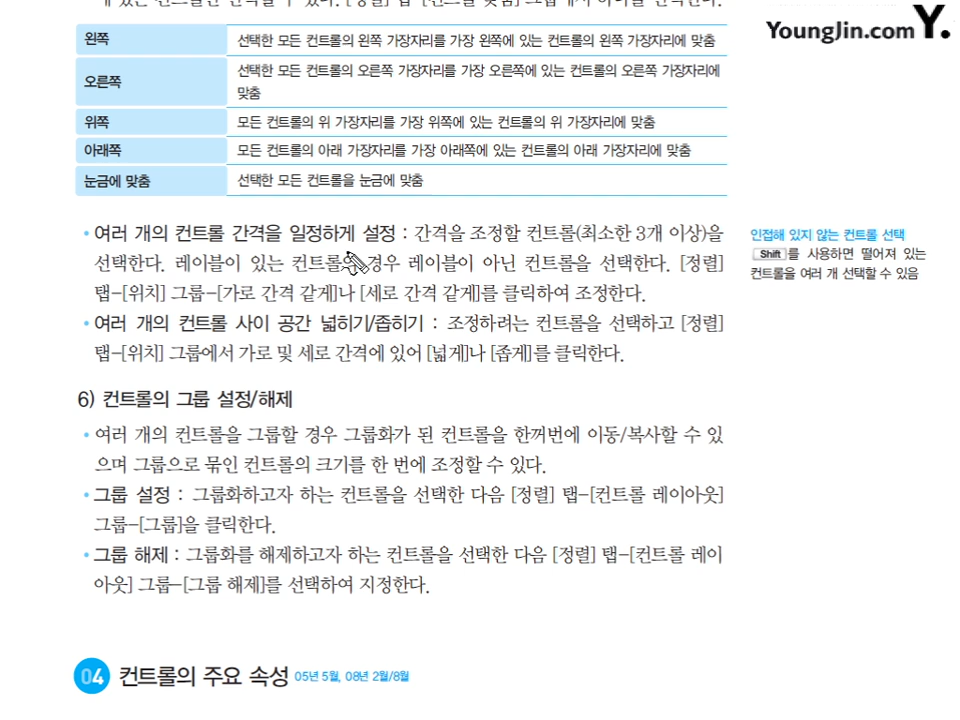 YoungJin.com Y.
왼쪽 선택한 모든 컨트롤의 왼쪽 가장자리를 가장 왼쪽에 있는 컨트롤의 왼쪽 가장자리에 맞춤
오른쪽 선택한 모든 컨트롤의 오른쪽 가장자리를 가장 오른쪽에 있는 컨트롤의 오른쪽 가장자리에
맞춤
위쪽 모든 컨트롤의 위 가장자리를 가장 위쪽에 있는 컨트롤의 위 가장자리에 맞춤
아래쪽 모든 컨트롤의 아래 가장자리를 가장 아래쪽에 있는 컨트롤의 아래 가장자리에 맞춤
눈금에 맞춤 선택한 모든 컨트롤을 눈금에 맞춤
• 여러 개의 컨트롤 간격을 일정하게 설정 : 간격을 조정할 컨트롤(최소한 3개 이상)을
선택한다. 레이블이 있는 경우 레이블이 아닌 컨트롤을 선택한다. [정렬]
탭-[위치] 그룹-[가로 간격 같게]나 [세로 간격 같게]를 클릭하여 조정한다.
• 여러 개의 컨트롤 사이 공간 넓히기/좁히기 : 조정하려는 컨트롤을 선택하고 [정렬]
탭-[위치] 그룹에서 가로 및 세로 간격에 있어 [넓게]나 [좁게]를 클릭한다.
인접해 있지 않는 컨트롤 선택
Shift 를 사용하면 떨어져 있는
컨트롤을 여러 개 선택할 수 있음
6) 컨트롤의 그룹 설정/해제
• 여러 개의 컨트롤을 그룹할 경우 그룹화가 된 컨트롤을 한꺼번에 이동/복사할 수 있
으며 그룹으로 묶인 컨트롤의 크기를 한 번에 조정할 수 있다.
• 그룹 설정 : 그룹화하고자 하는 컨트롤을 선택한 다음 [정렬] 탭-[컨트롤 레이아웃]
그룹-[그룹]을 클릭한다.
• 그룹 해제 : 그룹화를 해제하고자 하는 컨트롤을 선택한 다음 [정렬] 탭-[컨트롤 레이
아웃] 그룹-[그룹 해제]를 선택하여 지정한다.
04 컨트롤의 주요 속성 05년 5월, 08년 2월/8월